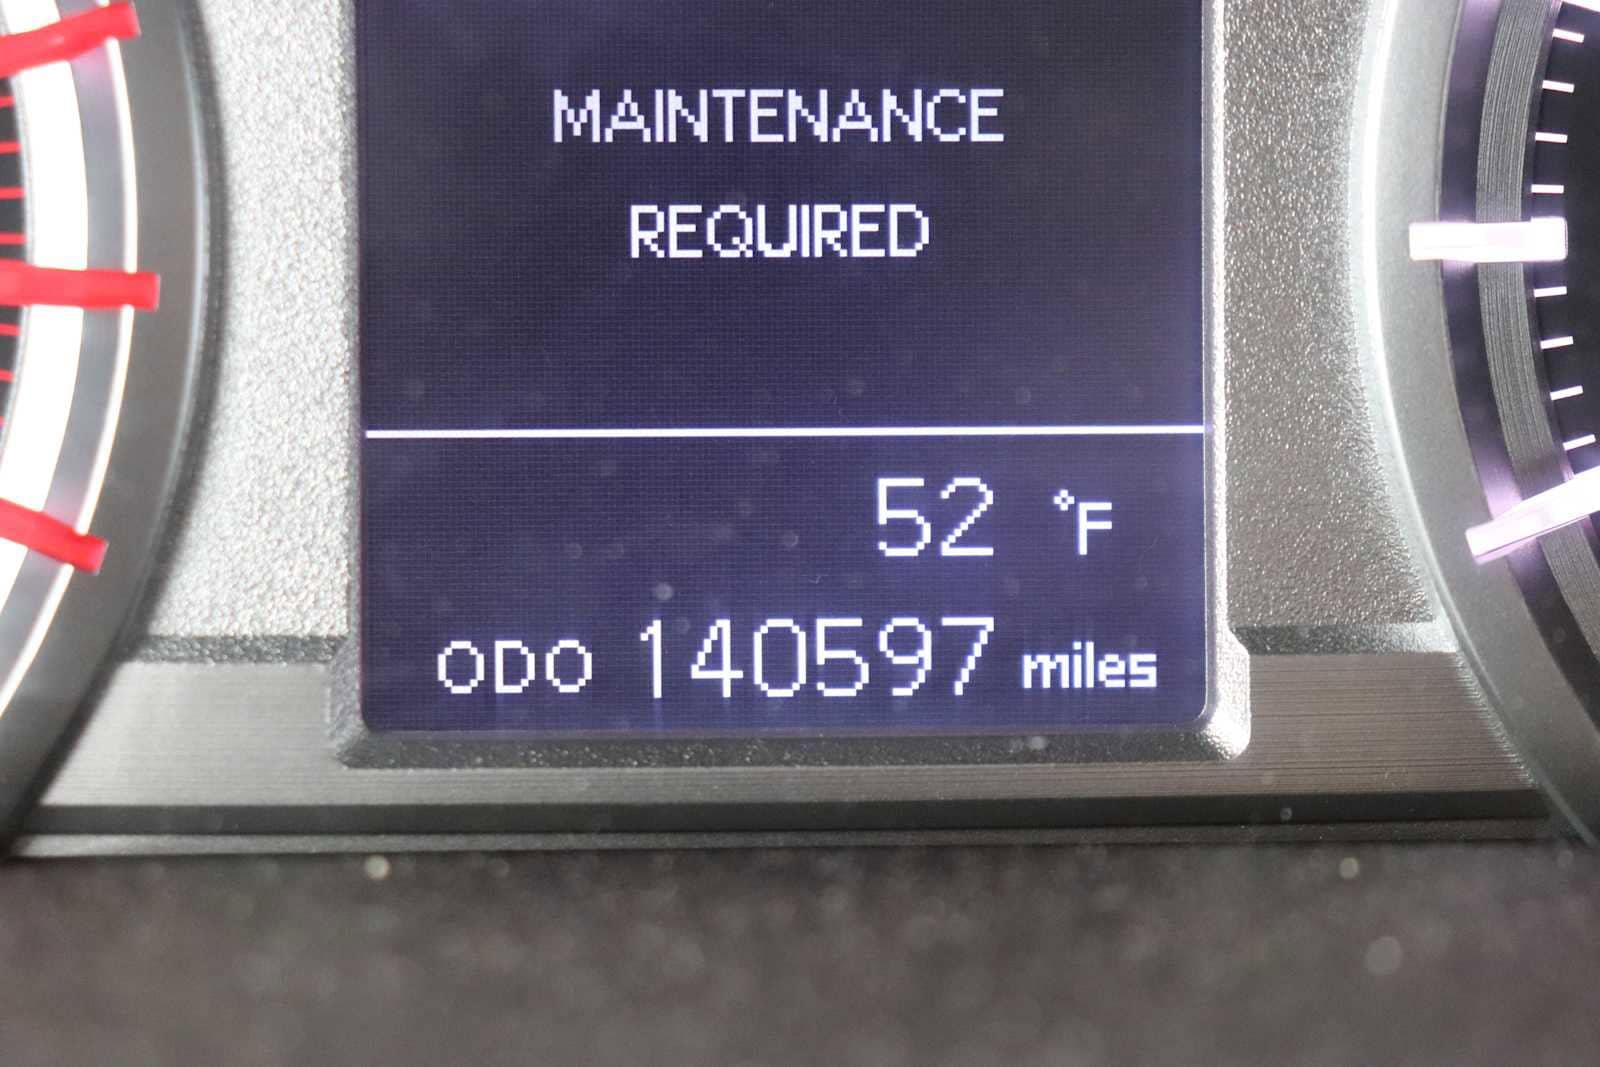 MAINTENANCE
REQUIRED
52 °F
ODO 140597 miles